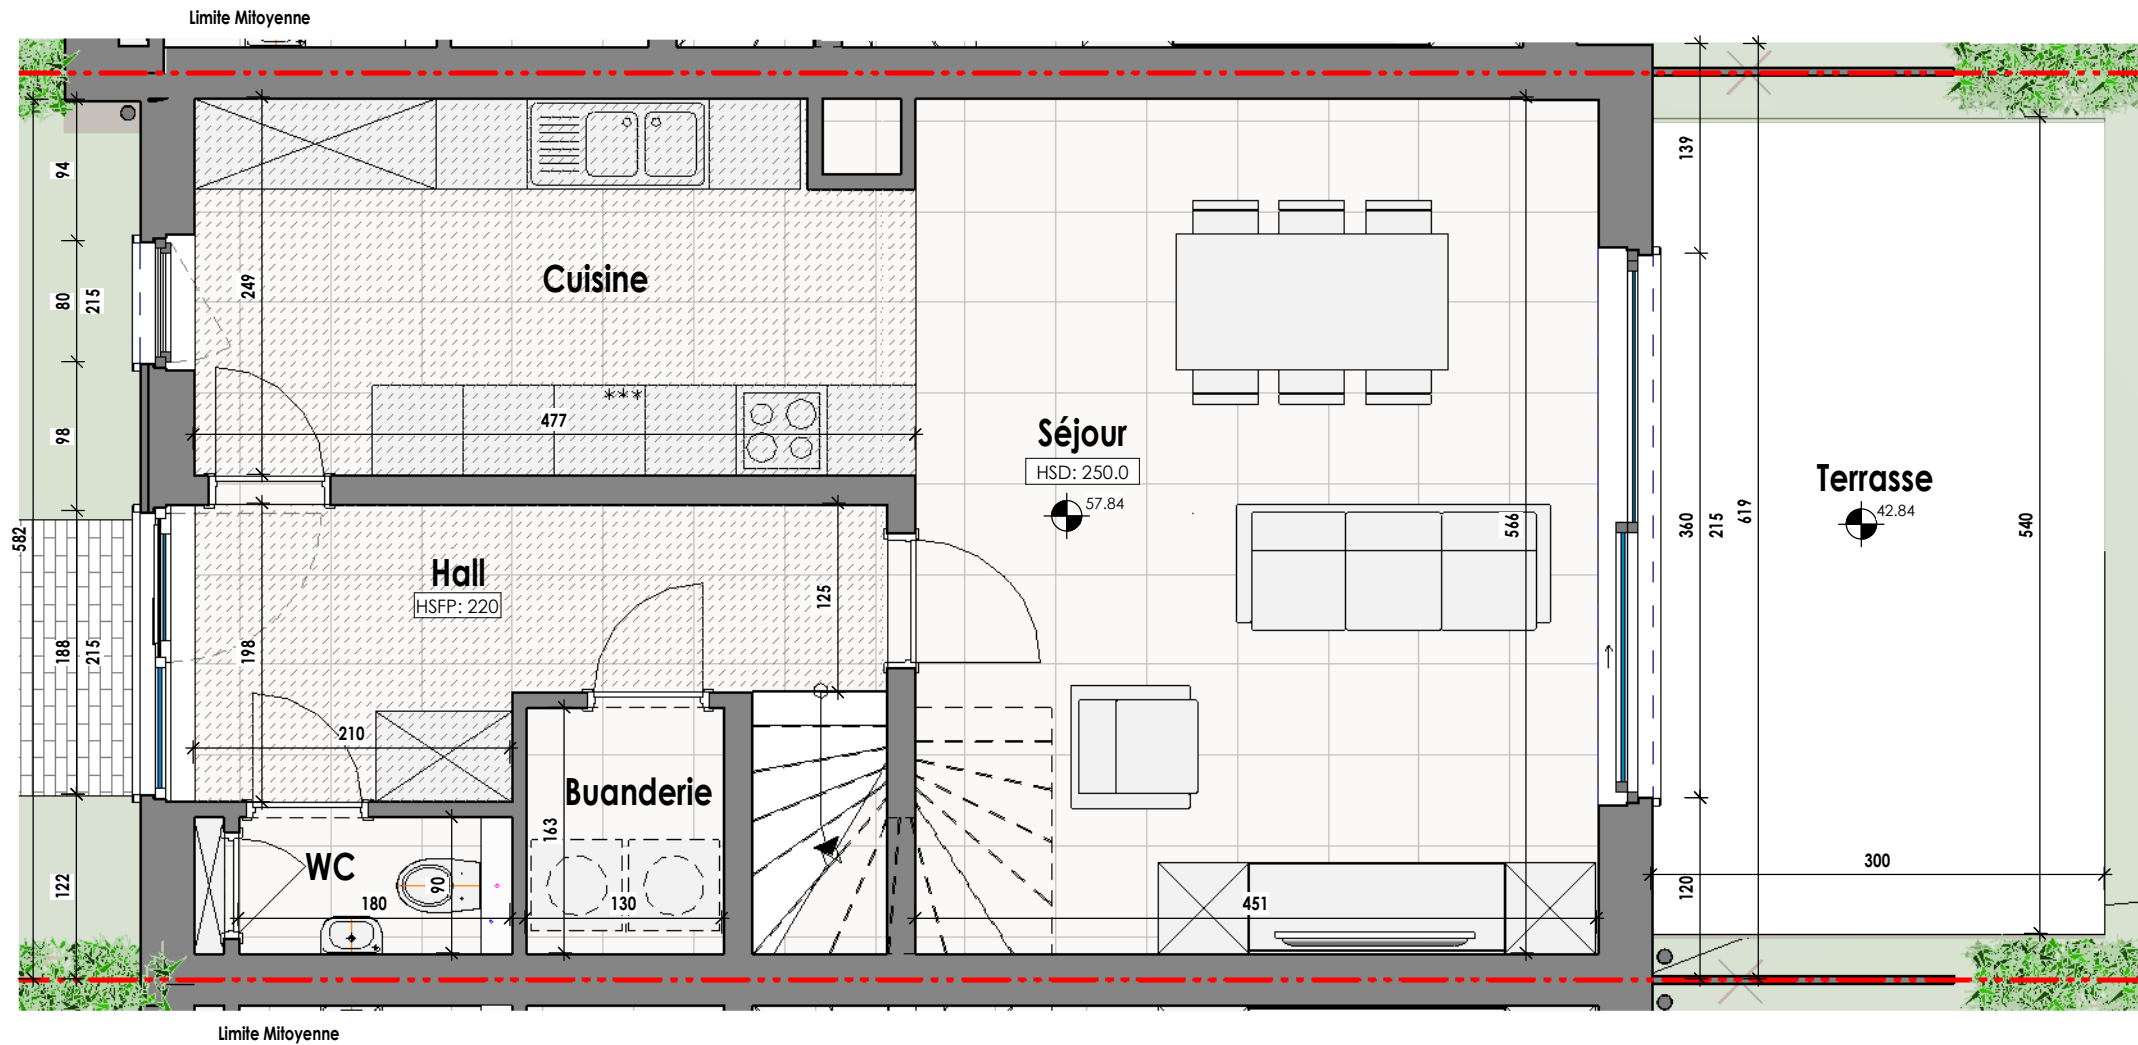 Limite Mitoyenne
94
139
249
Cuisine
80
215
98
477
***
Séjour
HSD: 250.0
57.84
Terrasse
42.84
582
566
360
215
619
540
Hall
HSFP: 220
125
188
215
198
210
Buanderie
163
WC
90
122
180
130
451
120
300
Limite Mitoyenne